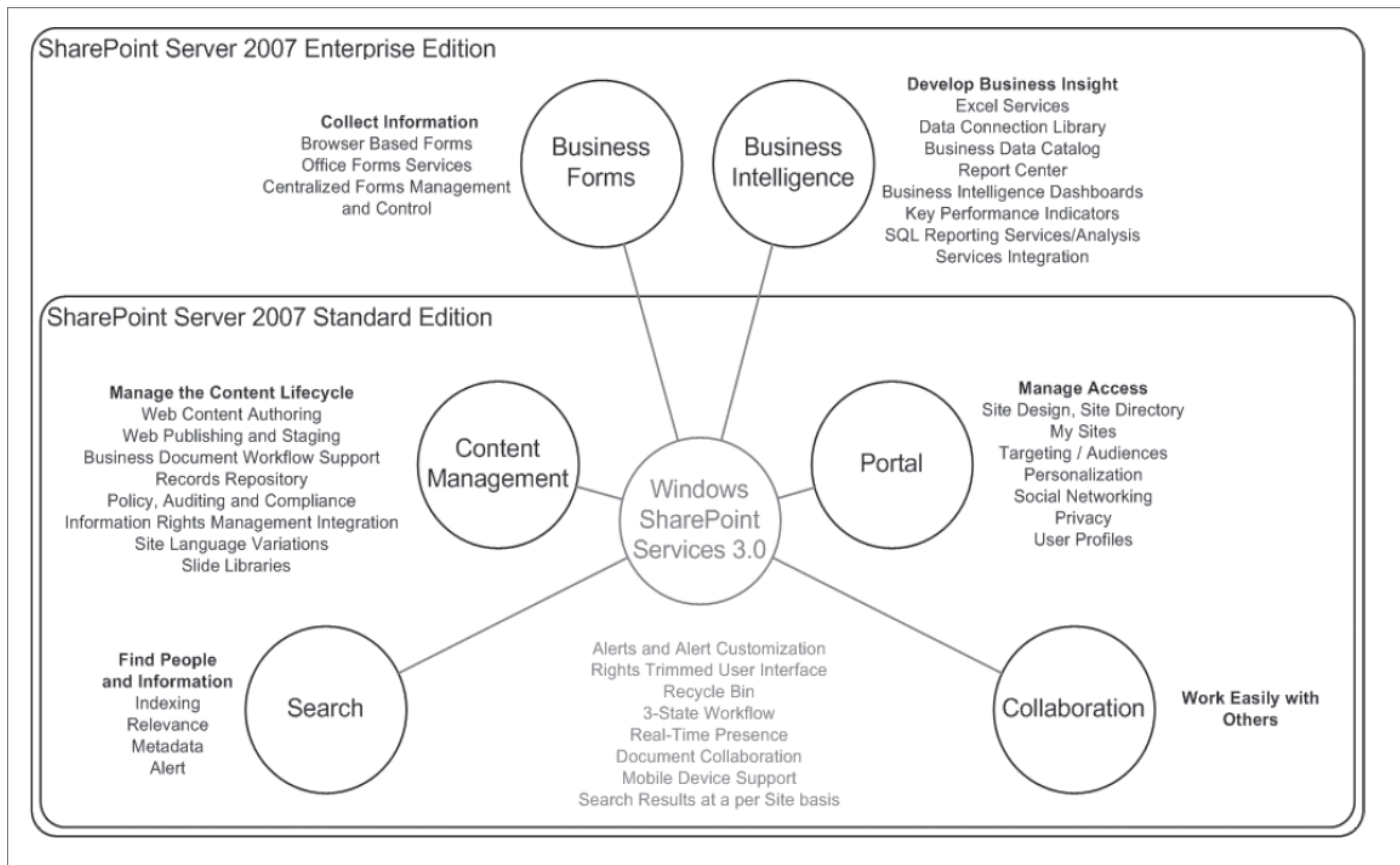 SharePoint Server 2007 Enterprise Edition
Collect Information
Browser Based Forms
Office Forms Services
Centralized Forms Management
and Control
Business
Forms
Business
Intelligence
Develop Business Insight
Excel Services
Data Connection Library
Business Data Catalog
Report Center
Business Intelligence Dashboards
Key Performance Indicators
SQL Reporting Services/Analysis
Services Integration
SharePoint Server 2007 Standard Edition
Manage the Content Lifecycle
Web Content Authoring
Web Publishing and Staging
Business Document Workflow Support
Records Repository
Policy, Auditing and Compliance
Information Rights Management Integration
Site Language Variations
Slide Libraries
Content
Management
Windows
SharePoint
Services 3.0
Portal
Manage Access
Site Design, Site Directory
My Sites
Targeting / Audiences
Personalization
Social Networking
Privacy
User Profiles
Find People
and Information
Indexing
Relevance
Metadata
Alert
Search
Alerts and Alert Customization
Rights Trimmed User Interface
Recycle Bin
3-State Workflow
Real-Time Presence
Document Collaboration
Mobile Device Support
Search Results at a per Site basis
Collaboration
Work Easily with
Others